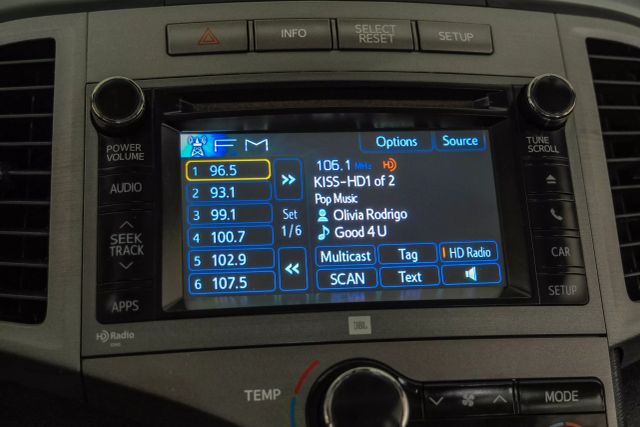 INFO
SELECT
RESET
SETUP
POWER
VOLUME
AUDIO
SEEK
TRACK
APPS
HD Radio
FM
Options
Source
1 96.5
2 93.1
3 99.1
4 100.7
5 102.9
6 107.5
Set
1/6
106.1 MHz HD
KISS-HD1 of 2
Pop Music
Olivia Rodrigo
Good 4 U
Multicast
Tag
HD Radio
SCAN
Text
TUNE
SCROLL
CAR
SETUP
JBL
TEMP
MODE